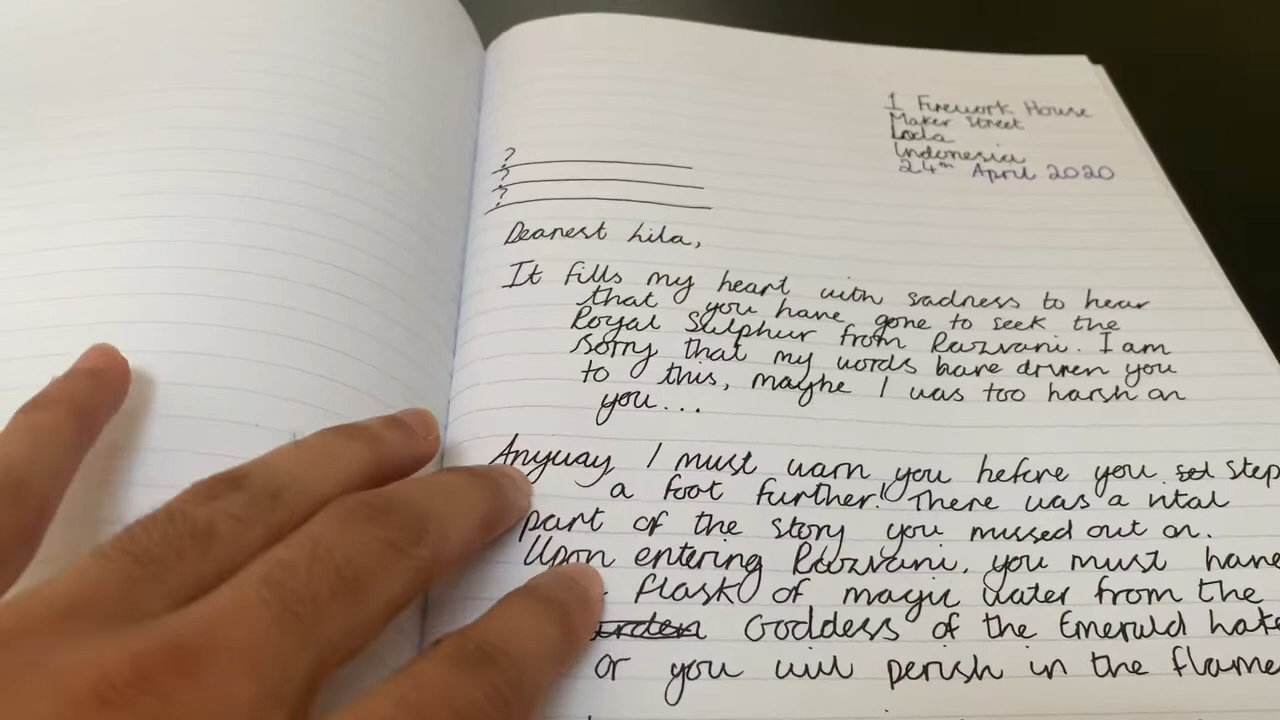 1 Firework House
Maker Street
Loda
Indonesia
24th April 2020
?
?
?
Dearest Lila,
It fills my heart with sadness to hear
that you have gone to seek the
Royal Sulphur from Razvani. I am
sorry that my words have driven you
to this, maybe I was too harsh on
you...
Anyway I must warn you before you step
a foot further! There was a vital
part of the story you missed out on.
Upon entering Razvani, you must have
flask of magic water from the
Goddess of the Emerald Lake
or you will perish in the flame